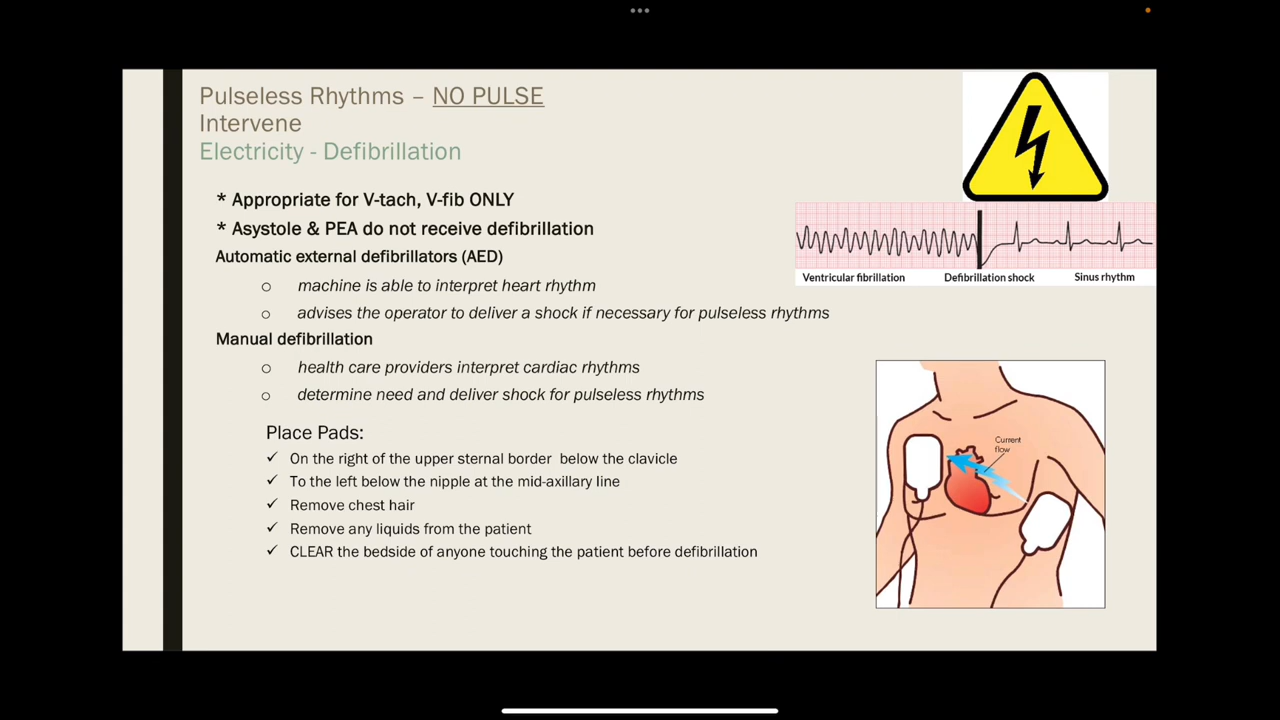 Pulseless Rhythms – NO PULSE
Intervene
Electricity - Defibrillation
* Appropriate for V-tach, V-fib ONLY
* Asystole & PEA do not receive defibrillation
Automatic external defibrillators (AED)
o machine is able to interpret heart rhythm
o advises the operator to deliver a shock if necessary for pulseless rhythms
Manual defibrillation
o health care providers interpret cardiac rhythms
o determine need and deliver shock for pulseless rhythms
Place Pads:
✓ On the right of the upper sternal border below the clavicle
✓ To the left below the nipple at the mid-axillary line
✓ Remove chest hair
✓ Remove any liquids from the patient
✓ CLEAR the bedside of anyone touching the patient before defibrillation
Ventricular fibrillation Defibrillation shock Sinus rhythm
Current
flow